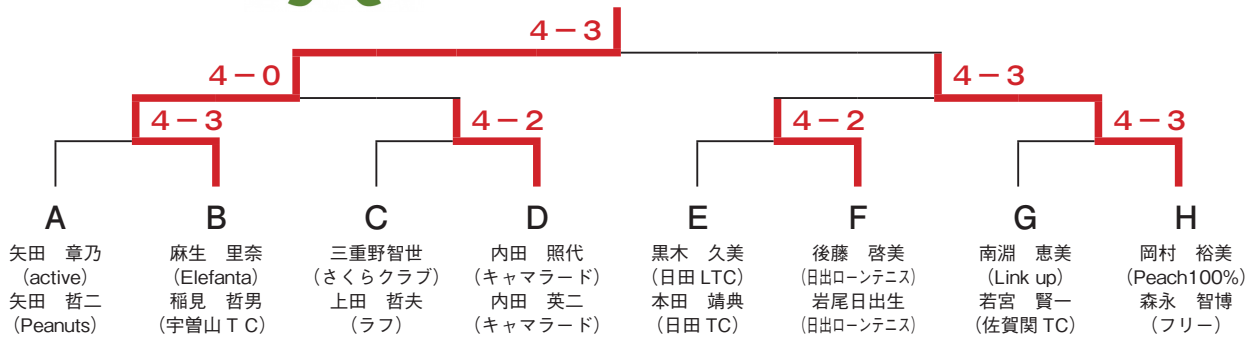 4−3
4−0
4−3
4−3
4−2
4−2
4−3
A
B
C
D
E
F
G
H
矢田　章乃
(active)
矢田　哲二
(Peanuts)
麻生　里奈
(Elefanta)
稲見　哲男
(宇曽山ＴＣ)
三重野智世
(さくらクラブ)
上田　哲夫
(ラフ)
内田　照代
(キャマラード)
内田　英二
(キャマラード)
黒木　久美
(日田 LTC)
本田　靖典
(日田 TC)
後藤　啓美
(日出ローンテニス)
岩尾日出生
(日出ローンテニス)
南淵　恵美
(Link up)
若宮　賢一
(佐賀関 TC)
岡村　裕美
(Peach100%)
森永　智博
(フリー)